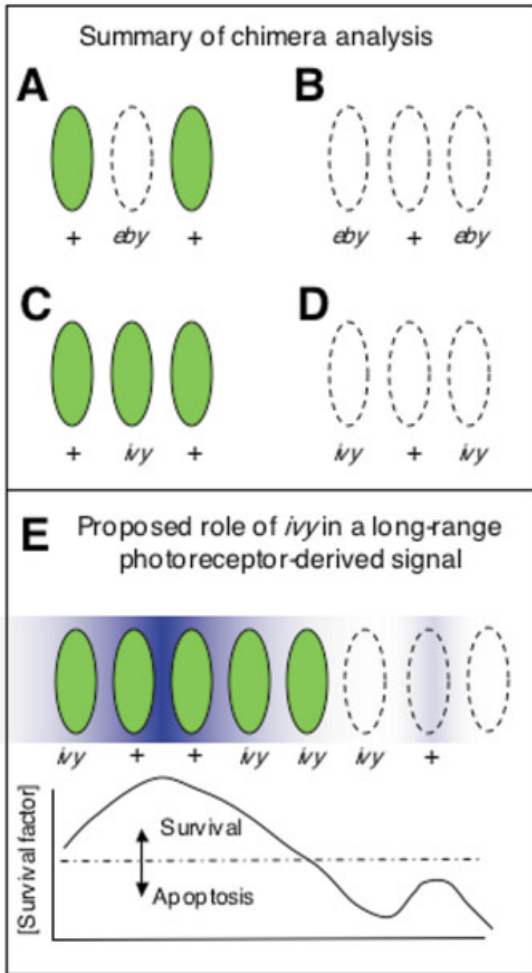 Summary of chimera analysis
A
B
+ eby +
eby + eby
C
D
+ ivy +
ivy + ivy
E Proposed role of ivy in a long-range
photoreceptor-derived signal
ivy + + ivy ivy ivy +
[Survival factor]
Survival
Apoptosis